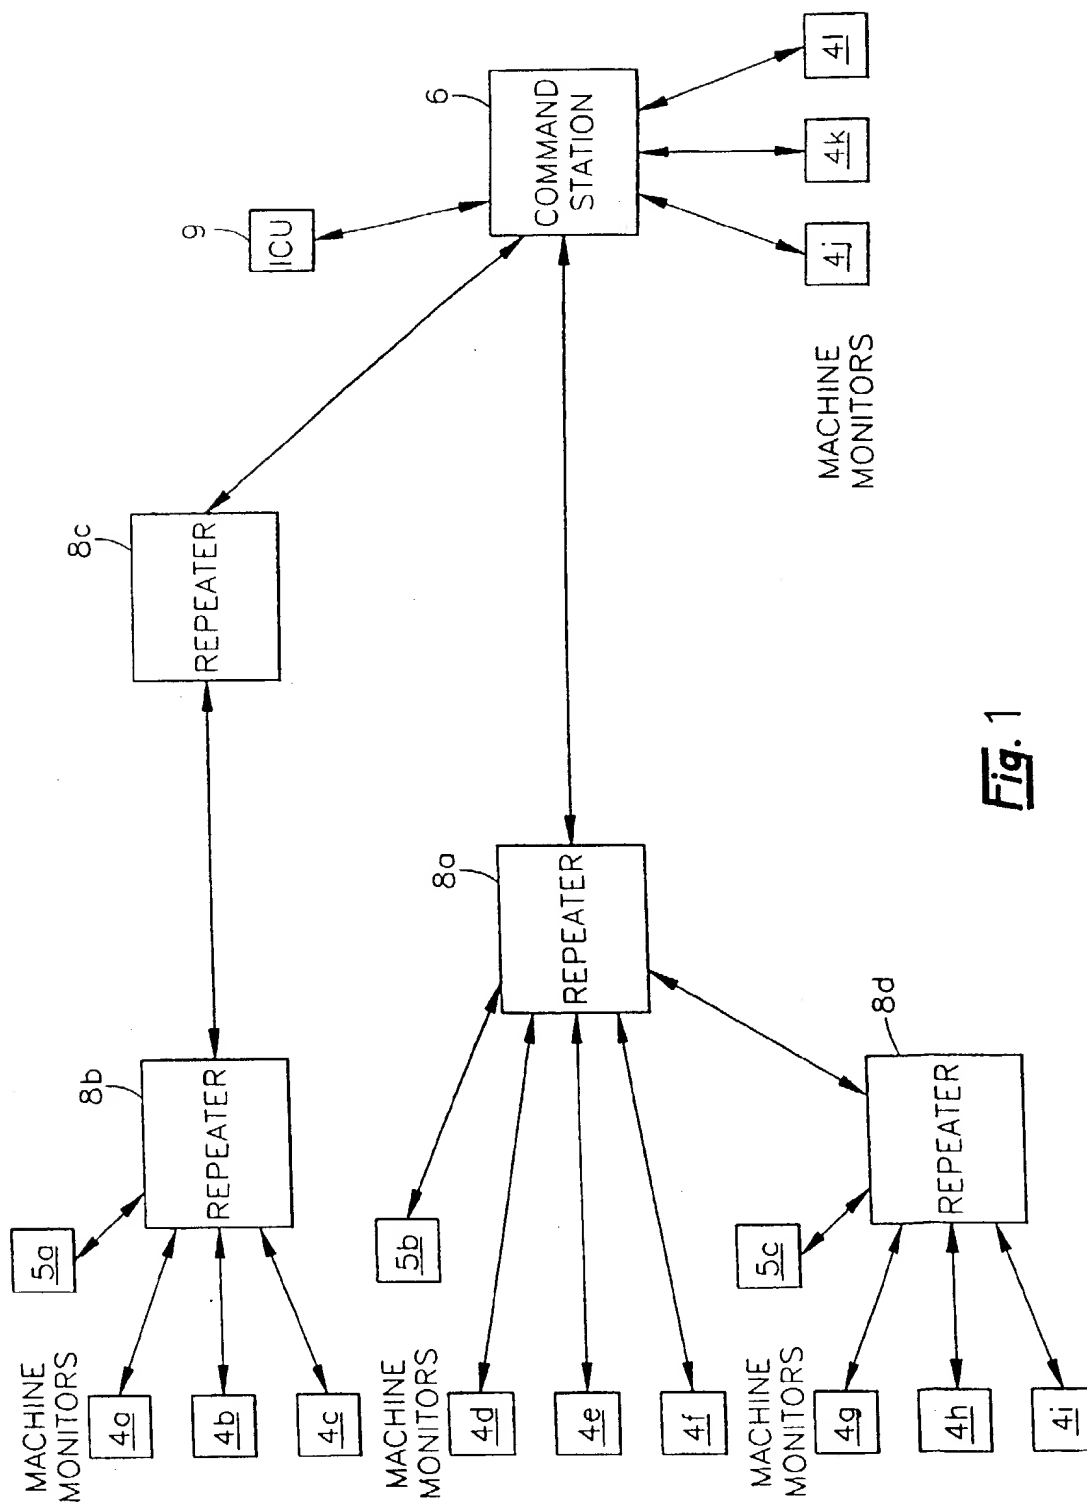 MACHINE
MONITORS
4a
4b
4c
5a
8b
REPEATER
8c
REPEATER
9
ICU
6
COMMAND
STATION
MACHINE
MONITORS
4d
4e
4f
5b
8a
REPEATER
MACHINE
MONITORS
4j
4k
4l
MACHINE
MONITORS
4g
4h
4i
5c
8d
REPEATER
Fig. 1